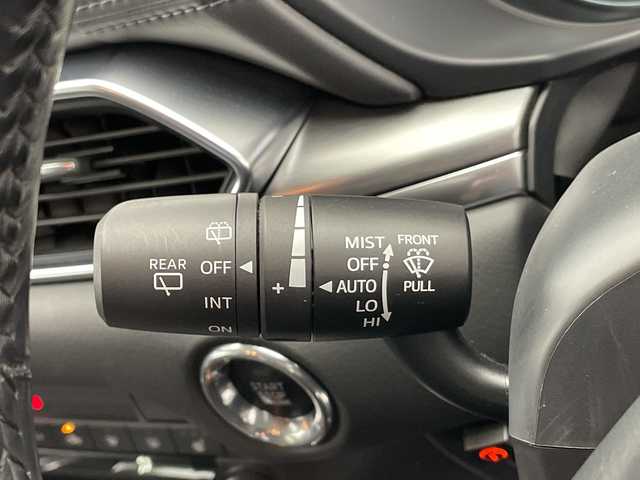 REAR
OFF
INT
ON
-
+
MIST
OFF
AUTO
LO
HI
FRONT
PULL
START